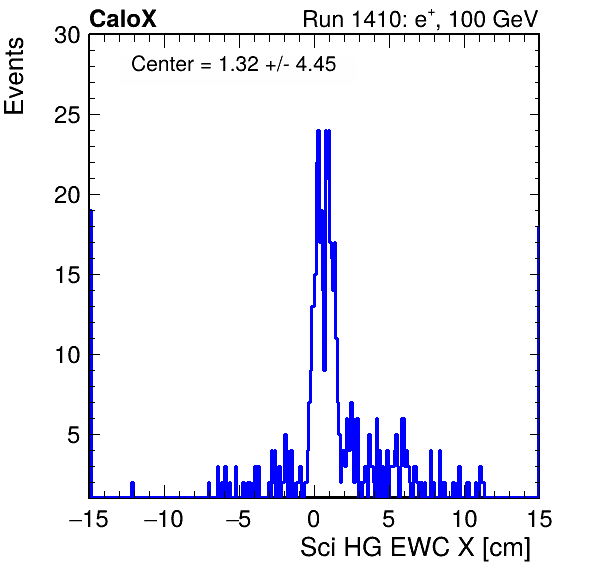 CaloX Run 1410: e⁺, 100 GeV
Events
30
Center = 1.32 +/- 4.45
25
20
15
10
5
−15 −10 −5 0 5 10 15
Sci HG EWC X [cm]